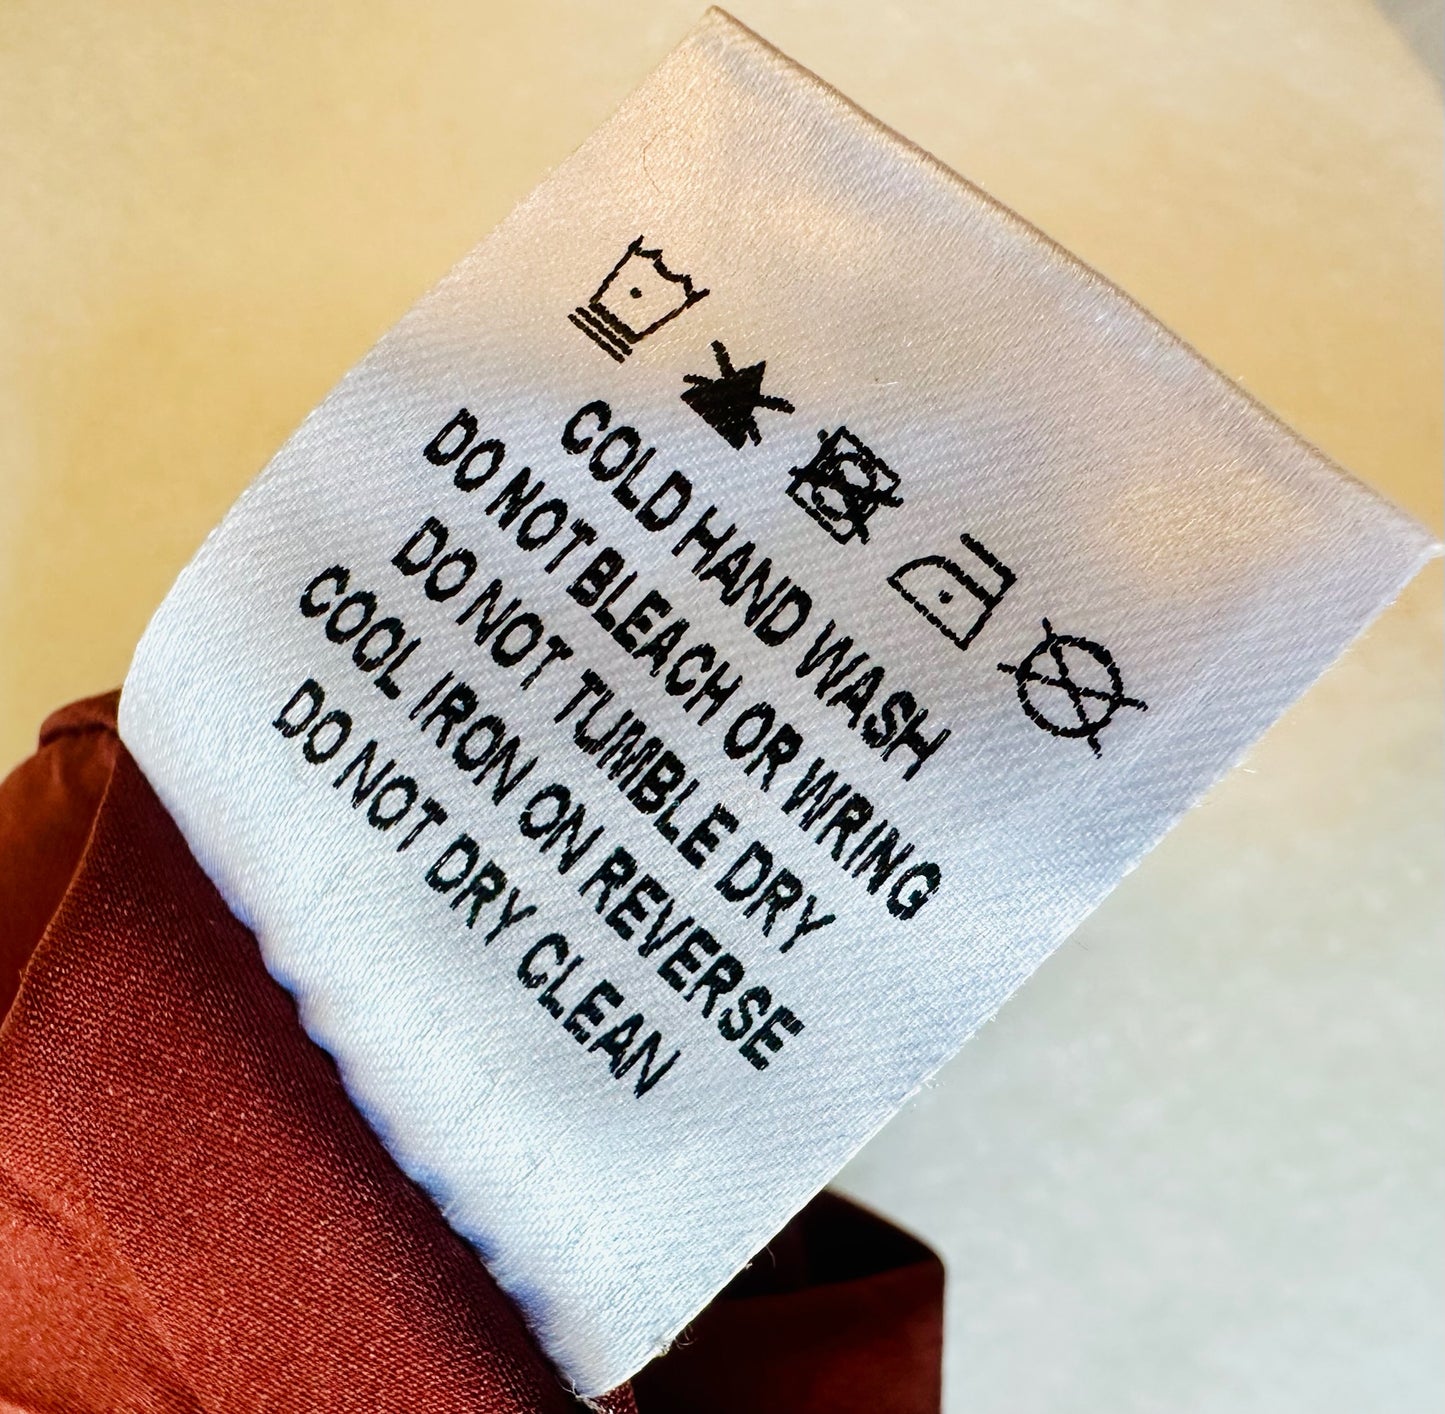 COLD HAND WASH
DO NOT BLEACH OR WRING
DO NOT TUMBLE DRY
COOL IRON ON REVERSE
DO NOT DRY CLEAN